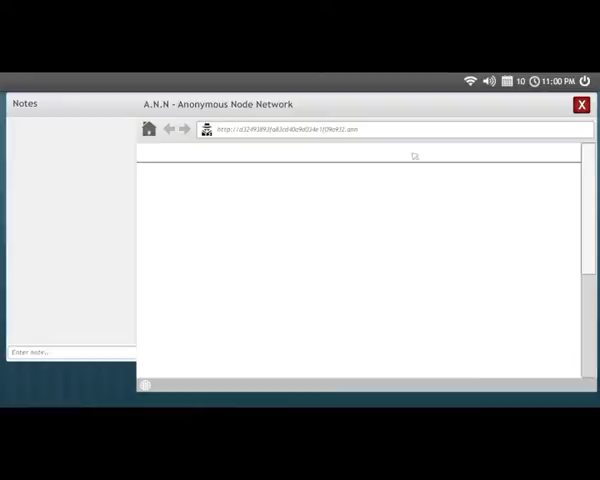 10 11:00 PM
Notes
A.N.N - Anonymous Node Network
X
Enter note..